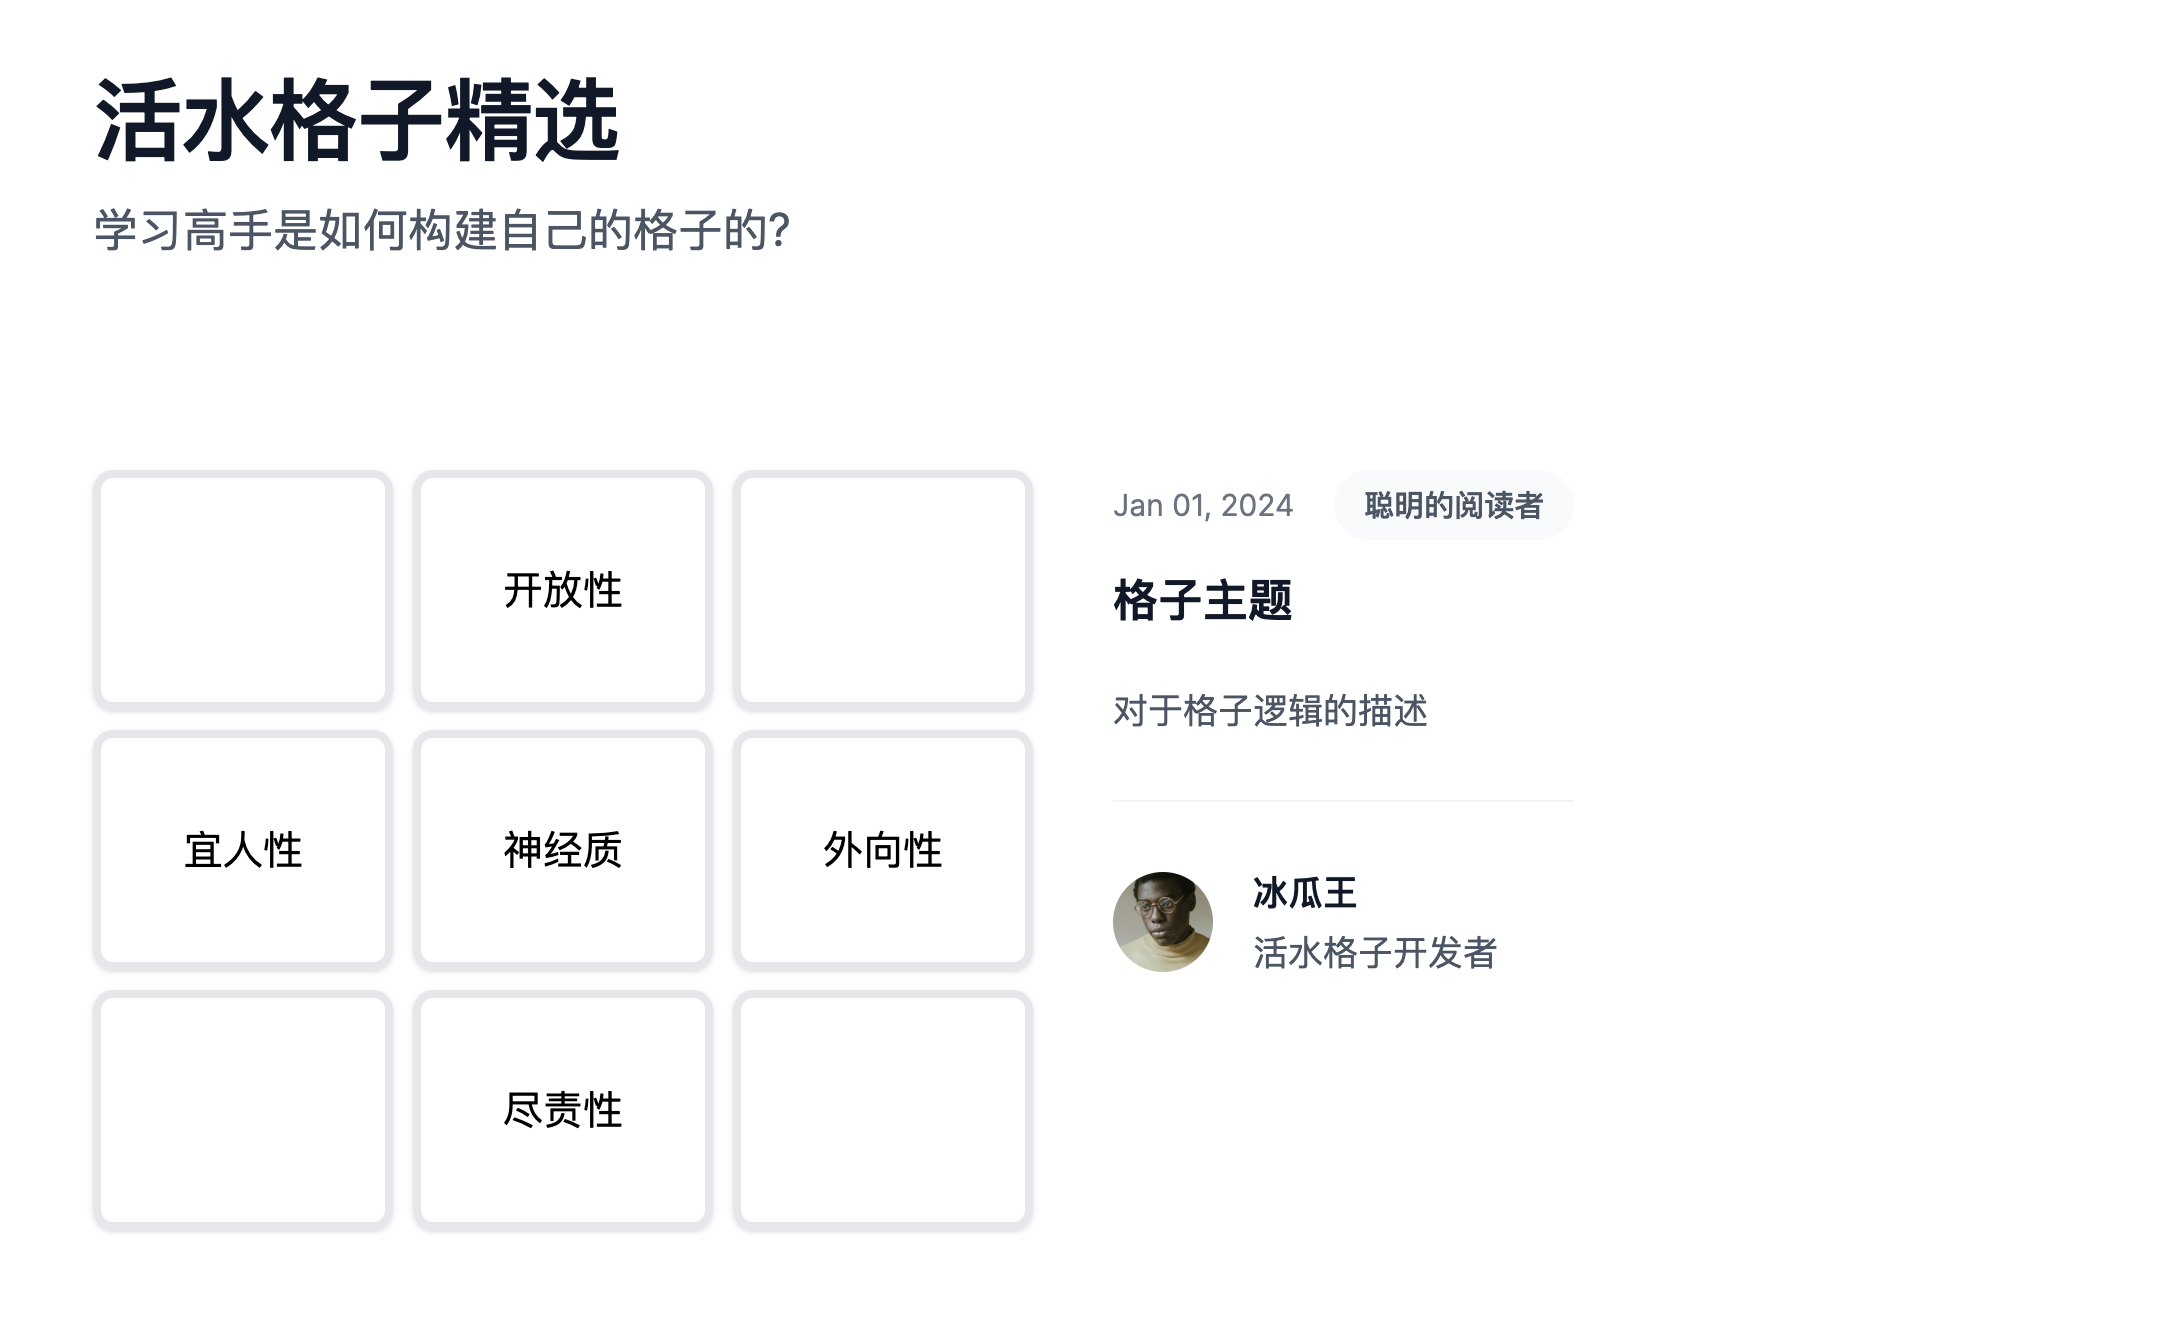 活水格子精选
学习高手是如何构建自己的格子的?
开放性
宜人性
神经质
外向性
尽责性
Jan 01, 2024
聪明的阅读者
格子主题
对于格子逻辑的描述
冰瓜王
活水格子开发者